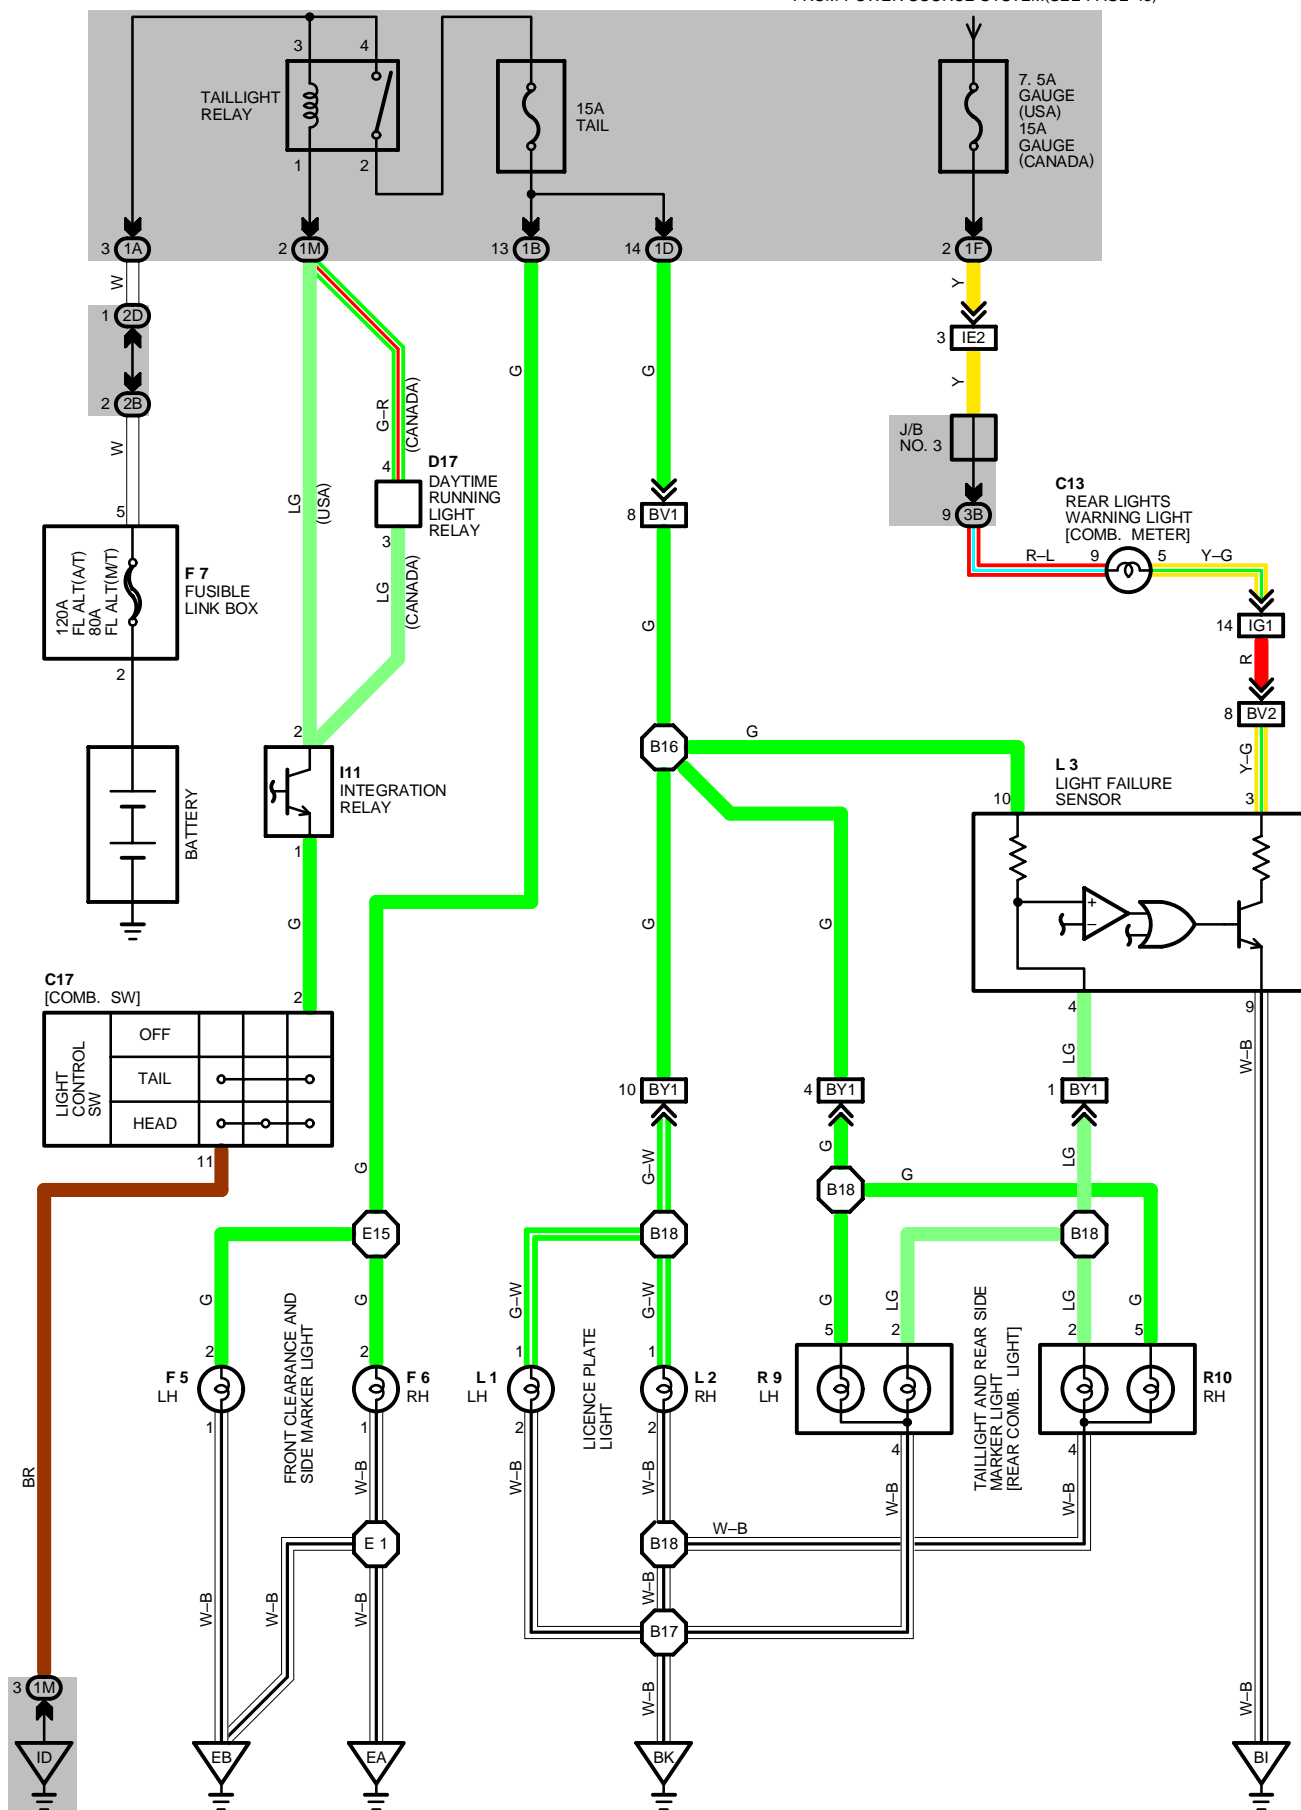 3 4
TAILLIGHT
RELAY
1 2
15A
TAIL
7. 5A
GAUGE
(USA)
15A
GAUGE
(CANADA)
3 1A
2 1M
13 1B
14 1D
2 1F
W
1 2D
2 2B
W
5
120A
FL ALT(A/T)
80A
FL ALT(M/T)
F 7
FUSIBLE
LINK BOX
2
BATTERY
LG
(USA)
G–R
(CANADA)
4
D17
DAYTIME
RUNNING
LIGHT
RELAY
3
LG
(CANADA)
2
I11
INTEGRATION
RELAY
1
G
G
G
8 BV1
G
B16
G
Y
3 IE2
Y
J/B
NO. 3
9 3B
C13
REAR LIGHTS
WARNING LIGHT
[COMB. METER]
R–L 9 5 Y–G
14 IG1
R
8 BV2
Y–G
L 3
LIGHT FAILURE
SENSOR
10 3
+
–
4 9
G
G
LG
W–B
C17
[COMB. SW]
2
LIGHT
CONTROL
SW
OFF
TAIL
HEAD
11
10 BY1
4 BY1
1 BY1
G
G–W
G
LG
B18
G
E15
B18
B18
G
G
G–W
G–W
G
LG
LG
G
2
2
1
1
5 2
2 5
F 5
LH
FRONT CLEARANCE AND
SIDE MARKER LIGHT
F 6
RH
L 1
LH
LICENCE PLATE
LIGHT
L 2
RH
R 9
LH
TAILLIGHT AND REAR SIDE
MARKER LIGHT
[REAR COMB. LIGHT]
R10
RH
1
1
2
2
4
4
BR
W–B
W–B
W–B
W–B
W–B
E 1
B18
W–B
W–B
W–B
W–B
B17
W–B
W–B
3 1M
ID
EB
EA
BK
BI